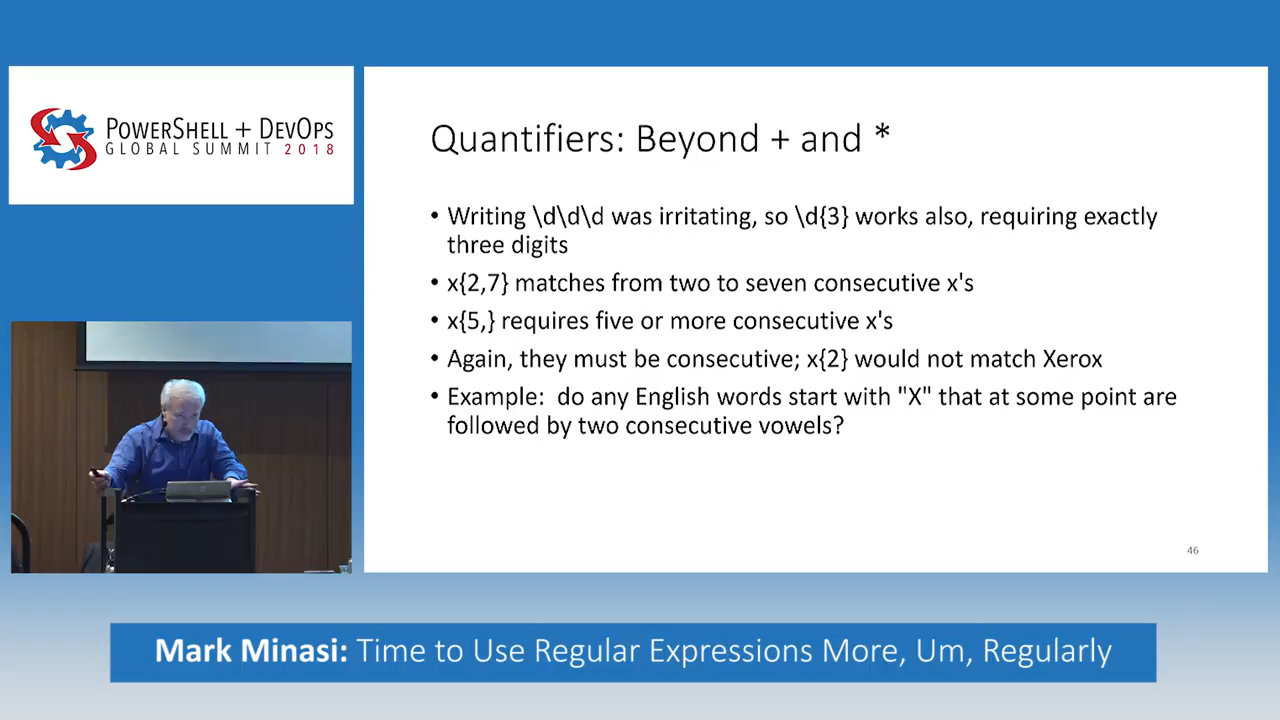 POWERSHELL + DEVOPS
GLOBAL SUMMIT 2018
Quantifiers: Beyond + and *
• Writing \d\d\d was irritating, so \d{3} works also, requiring exactly
three digits
• x{2,7} matches from two to seven consecutive x's
• x{5,} requires five or more consecutive x's
• Again, they must be consecutive; x{2} would not match Xerox
• Example:  do any English words start with "X" that at some point are
followed by two consecutive vowels?
46
Mark Minasi: Time to Use Regular Expressions More, Um, Regularly